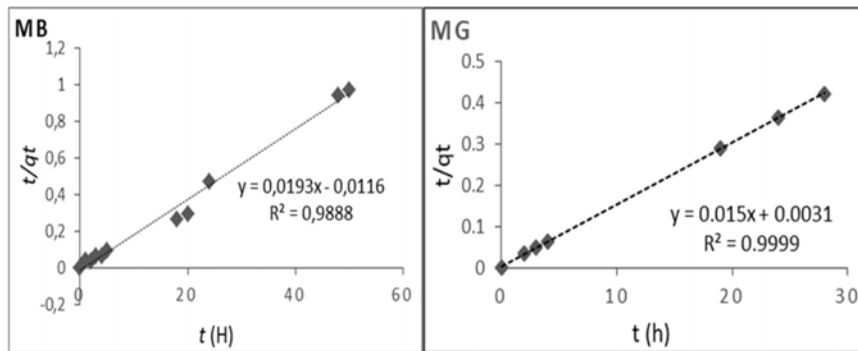 MB
1,2
1
0,8
0,6
0,4
0,2
0
-0,2
t/qt
y = 0,0193x - 0,0116
R² = 0,9888
0 20 40 60
t (H)
MG
0.5
0.4
0.3
0.2
0.1
0
t/qt
y = 0.015x + 0.0031
R² = 0.9999
0 10 20 30
t (h)